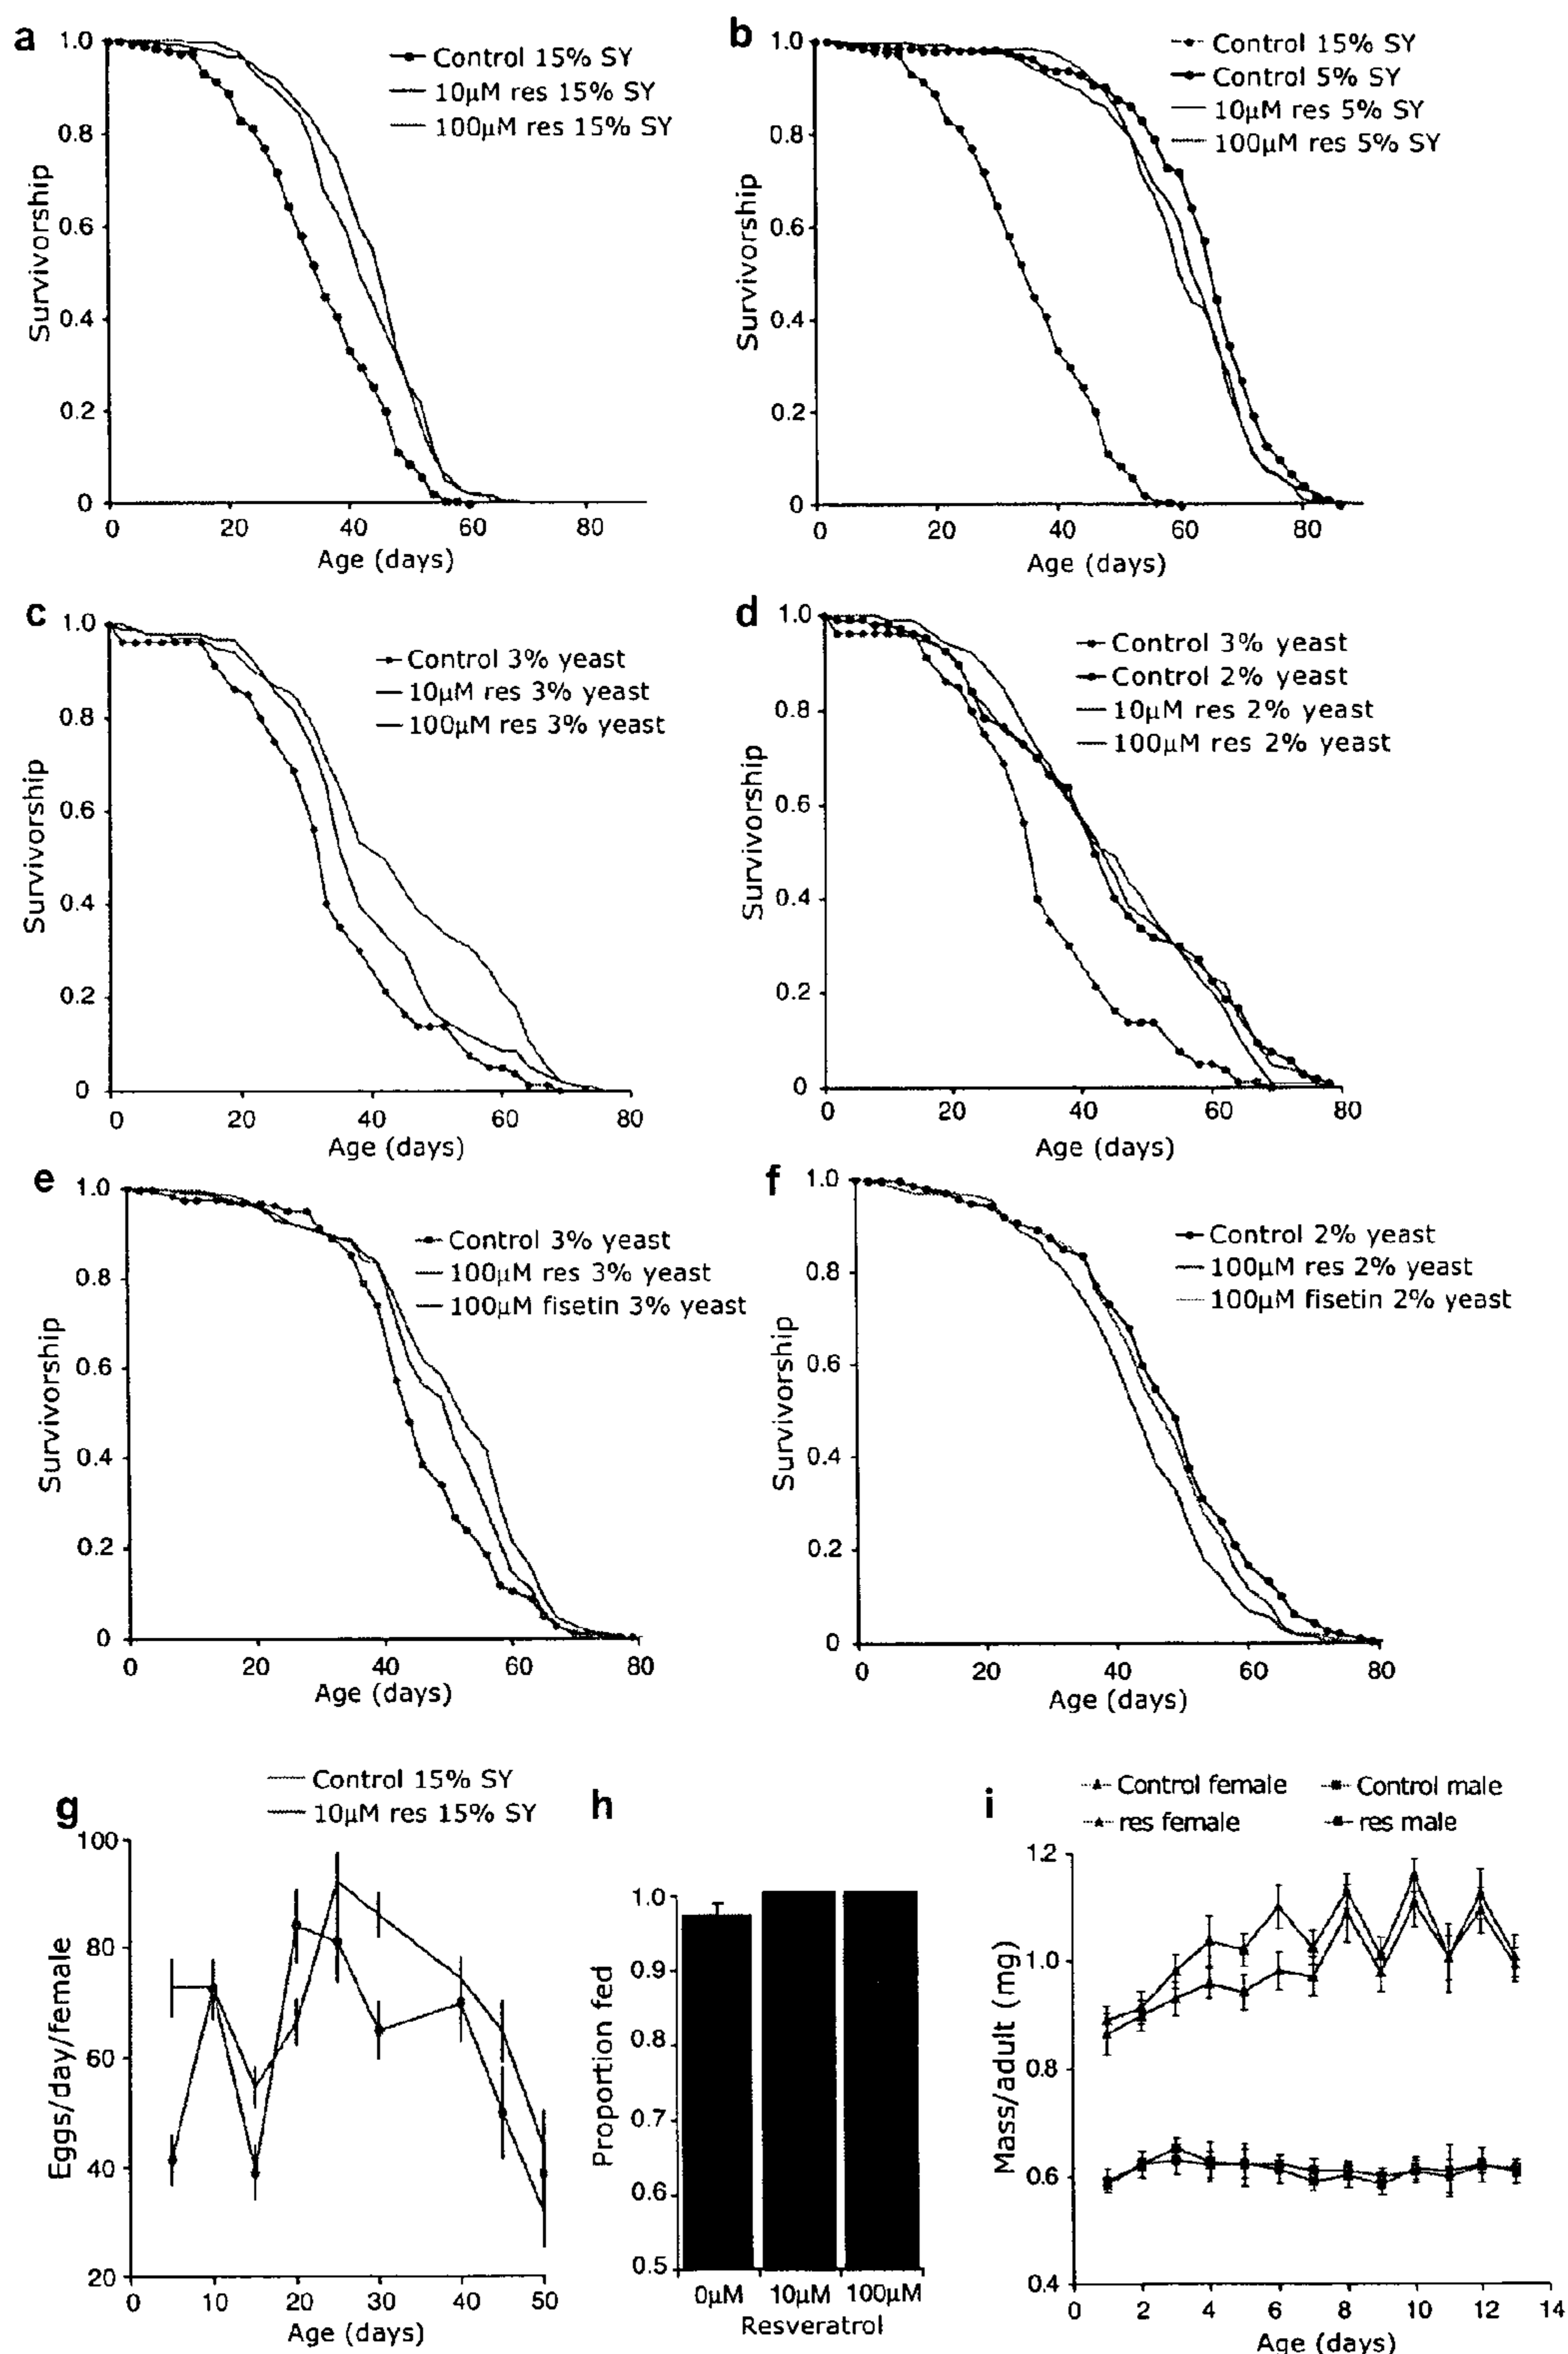 a
Control 15% SY
10µM res 15% SY
100µM res 15% SY
Survivorship
1.0
0.8
0.6
0.4
0.2
0
0 20 40 60 80
Age (days)
b
Control 15% SY
Control 5% SY
10µM res 5% SY
100µM res 5% SY
Survivorship
1.0
0.8
0.6
0.4
0.2
0
0 20 40 60 80
Age (days)
c
Control 3% yeast
10µM res 3% yeast
100µM res 3% yeast
Survivorship
1.0
0.8
0.6
0.4
0.2
0
0 20 40 60 80
Age (days)
d
Control 3% yeast
Control 2% yeast
10µM res 2% yeast
100µM res 2% yeast
Survivorship
1.0
0.8
0.6
0.4
0.2
0
0 20 40 60 80
Age (days)
e
Control 3% yeast
100µM res 3% yeast
100µM fisetin 3% yeast
Survivorship
1.0
0.8
0.6
0.4
0.2
0
0 20 40 60 80
Age (days)
f
Control 2% yeast
100µM res 2% yeast
100µM fisetin 2% yeast
Survivorship
1.0
0.8
0.6
0.4
0.2
0
0 20 40 60 80
Age (days)
g
Control 15% SY
10µM res 15% SY
Eggs/day/female
100
80
60
40
20
0 10 20 30 40 50
Age (days)
h
Proportion fed
1.0
0.9
0.8
0.7
0.6
0.5
0µM 10µM 100µM
Resveratrol
i
Control female Control male
res female res male
Mass/adult (mg)
1.2
1.0
0.8
0.6
0.4
0 2 4 6 8 10 12 14
Age (days)